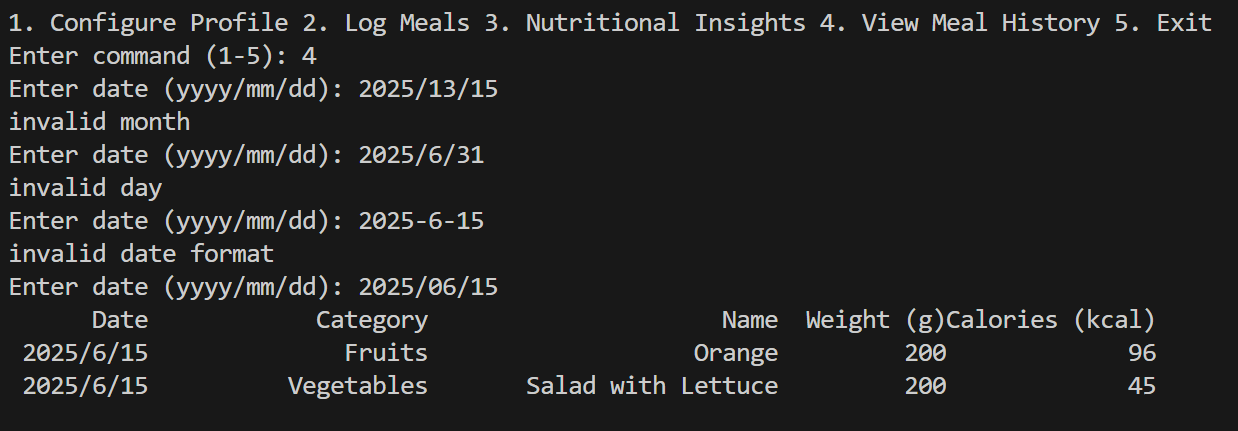 1. Configure Profile 2. Log Meals 3. Nutritional Insights 4. View Meal History 5. Exit
Enter command (1-5): 4
Enter date (yyyy/mm/dd): 2025/13/15
invalid month
Enter date (yyyy/mm/dd): 2025/6/31
invalid day
Enter date (yyyy/mm/dd): 2025-6-15
invalid date format
Enter date (yyyy/mm/dd): 2025/06/15
      Date            Category                     Name  Weight (g)Calories (kcal)
 2025/6/15              Fruits                   Orange         200             96
 2025/6/15          Vegetables       Salad with Lettuce         200             45